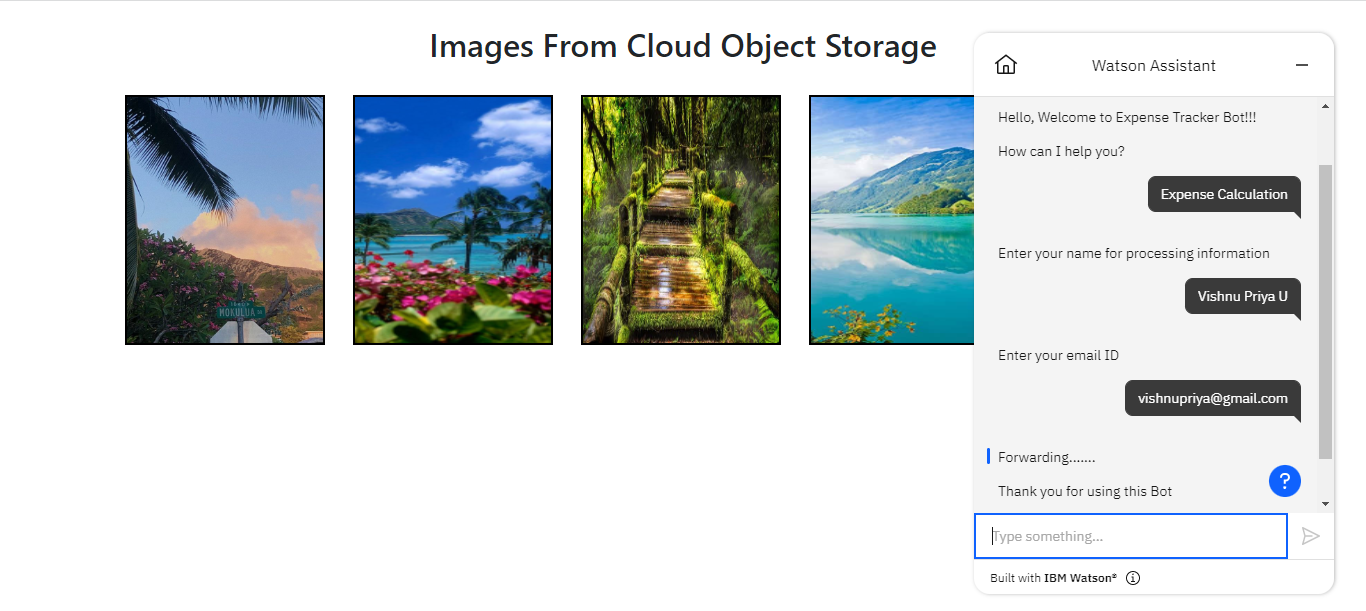 Images From Cloud Object Storage
MOKULUA
Watson Assistant
Hello, Welcome to Expense Tracker Bot!!!
How can I help you?
Expense Calculation
Enter your name for processing information
Vishnu Priya U
Enter your email ID
vishnupriya@gmail.com
Forwarding.......
Thank you for using this Bot
?
Type something...
Built with IBM Watson®